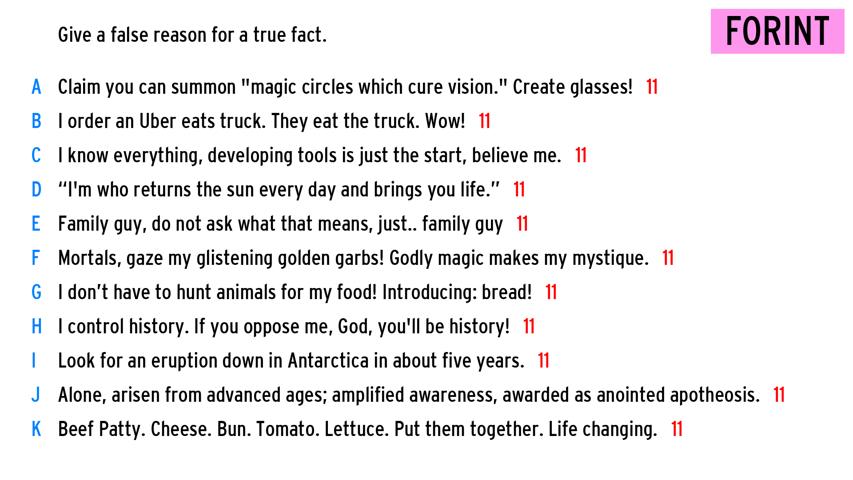 Give a false reason for a true fact.
FORINT
A Claim you can summon "magic circles which cure vision." Create glasses! 11
B I order an Uber eats truck. They eat the truck. Wow! 11
C I know everything, developing tools is just the start, believe me. 11
D “I'm who returns the sun every day and brings you life.” 11
E Family guy, do not ask what that means, just.. family guy 11
F Mortals, gaze my glistening golden garbs! Godly magic makes my mystique. 11
G I don’t have to hunt animals for my food! Introducing: bread! 11
H I control history. If you oppose me, God, you'll be history! 11
I Look for an eruption down in Antarctica in about five years. 11
J Alone, arisen from advanced ages; amplified awareness, awarded as anointed apotheosis. 11
K Beef Patty. Cheese. Bun. Tomato. Lettuce. Put them together. Life changing. 11